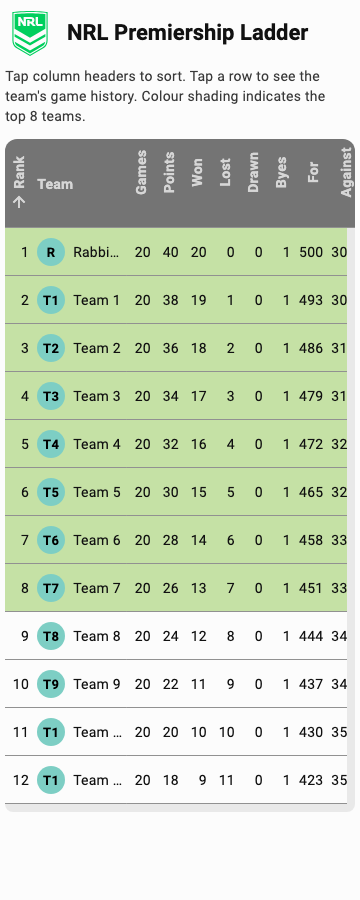 NRL
NRL Premiership Ladder
Tap column headers to sort. Tap a row to see the
team's game history. Colour shading indicates the
top 8 teams.
Rank Team Games Points Won Lost Drawn Byes For Against
1 R Rabbi... 20 40 20 0 0 1 500 30
2 T1 Team 1 20 38 19 1 0 1 493 30
3 T2 Team 2 20 36 18 2 0 1 486 31
4 T3 Team 3 20 34 17 3 0 1 479 31
5 T4 Team 4 20 32 16 4 0 1 472 32
6 T5 Team 5 20 30 15 5 0 1 465 32
7 T6 Team 6 20 28 14 6 0 1 458 33
8 T7 Team 7 20 26 13 7 0 1 451 33
9 T8 Team 8 20 24 12 8 0 1 444 34
10 T9 Team 9 20 22 11 9 0 1 437 34
11 T1 Team ... 20 20 10 10 0 1 430 35
12 T1 Team ... 20 18 9 11 0 1 423 35